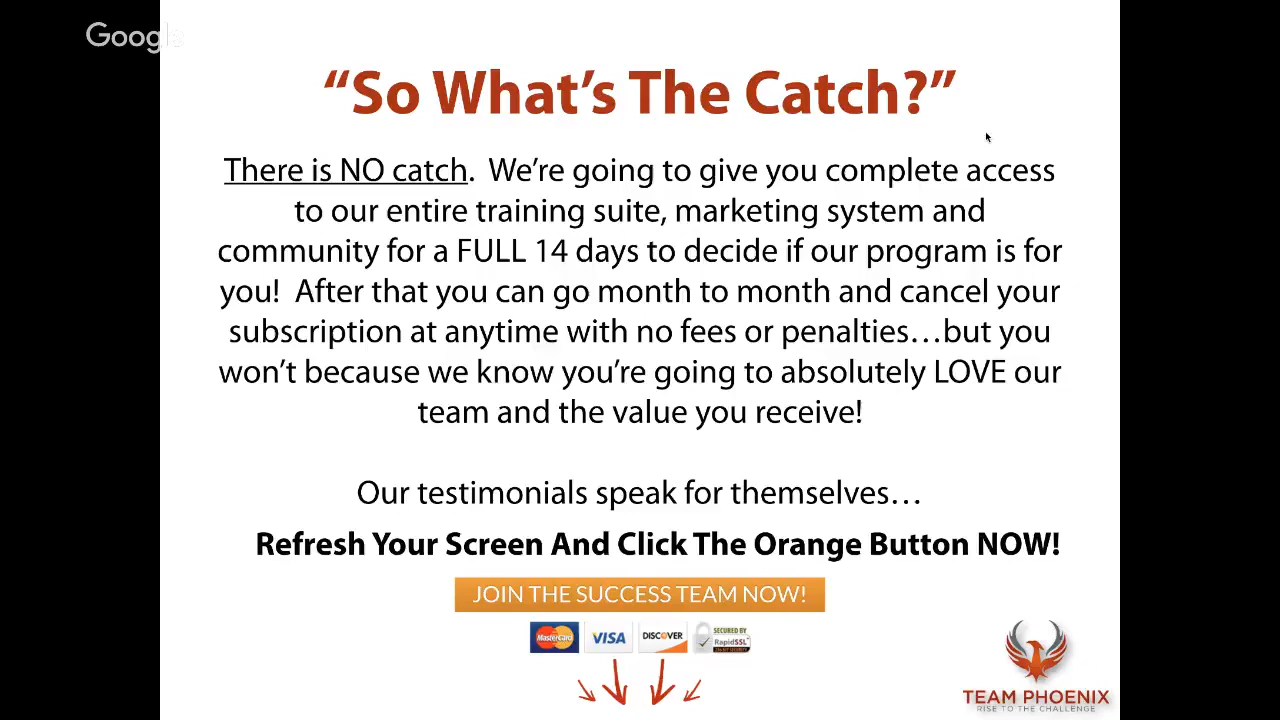 Google
“So What’s The Catch?”
There is NO catch.  We’re going to give you complete access
to our entire training suite, marketing system and
community for a FULL 14 days to decide if our program is for
you!  After that you can go month to month and cancel your
subscription at anytime with no fees or penalties…but you
won’t because we know you’re going to absolutely LOVE our
team and the value you receive!
Our testimonials speak for themselves…
Refresh Your Screen And Click The Orange Button NOW!
JOIN THE SUCCESS TEAM NOW!
MasterCard VISA DISCOVER SECURED BY
RapidSSL
TEAM PHOENIX
RISE TO THE CHALLENGE